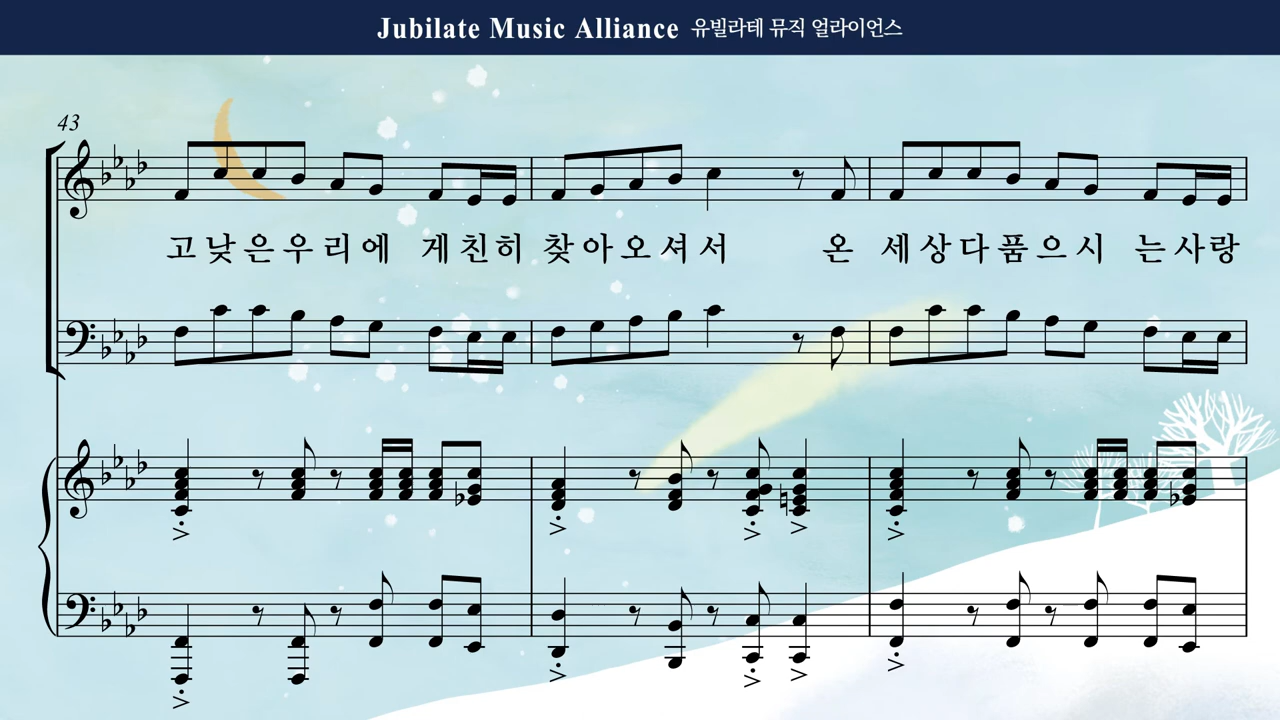 Jubilate Music Alliance 유빌라테 뮤직 얼라이언스
43
고 낮 은 우 리 에 게 친 히 찾 아 오 셔 서 온 세 상 다 품 으 시 는 사 랑